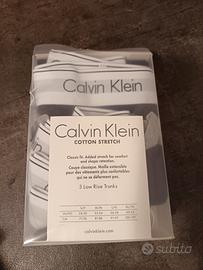 Calvin Klein
Calvin Klein
COTTON STRETCH
Classic fit. Added stretch for comfort
and shape retention.
Coupe classique. Maille extensible
pour des vêtements plus confortables
qui ne se déforment pas.
3 Low Rise Trunks
calvinklein.com
subito